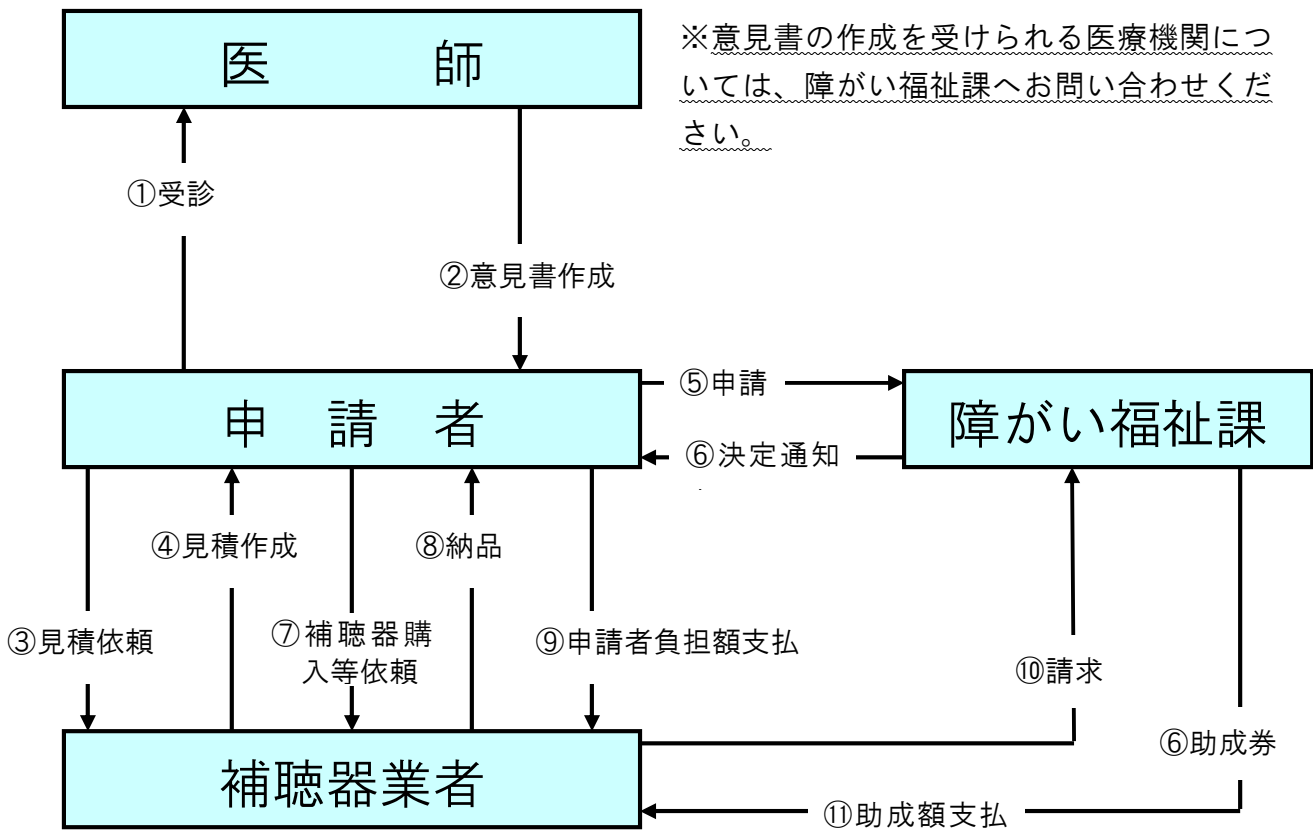 医師
※意見書の作成を受けられる医療機関につ
いては、障がい福祉課へお問い合わせくだ
さい。
①受診
②意見書作成
申請者
⑤申請
⑥決定通知
障がい福祉課
③見積依頼
④見積作成
⑦補聴器購
入等依頼
⑧納品
⑨申請者負担額支払
⑩請求
⑥助成券
補聴器業者
⑪助成額支払